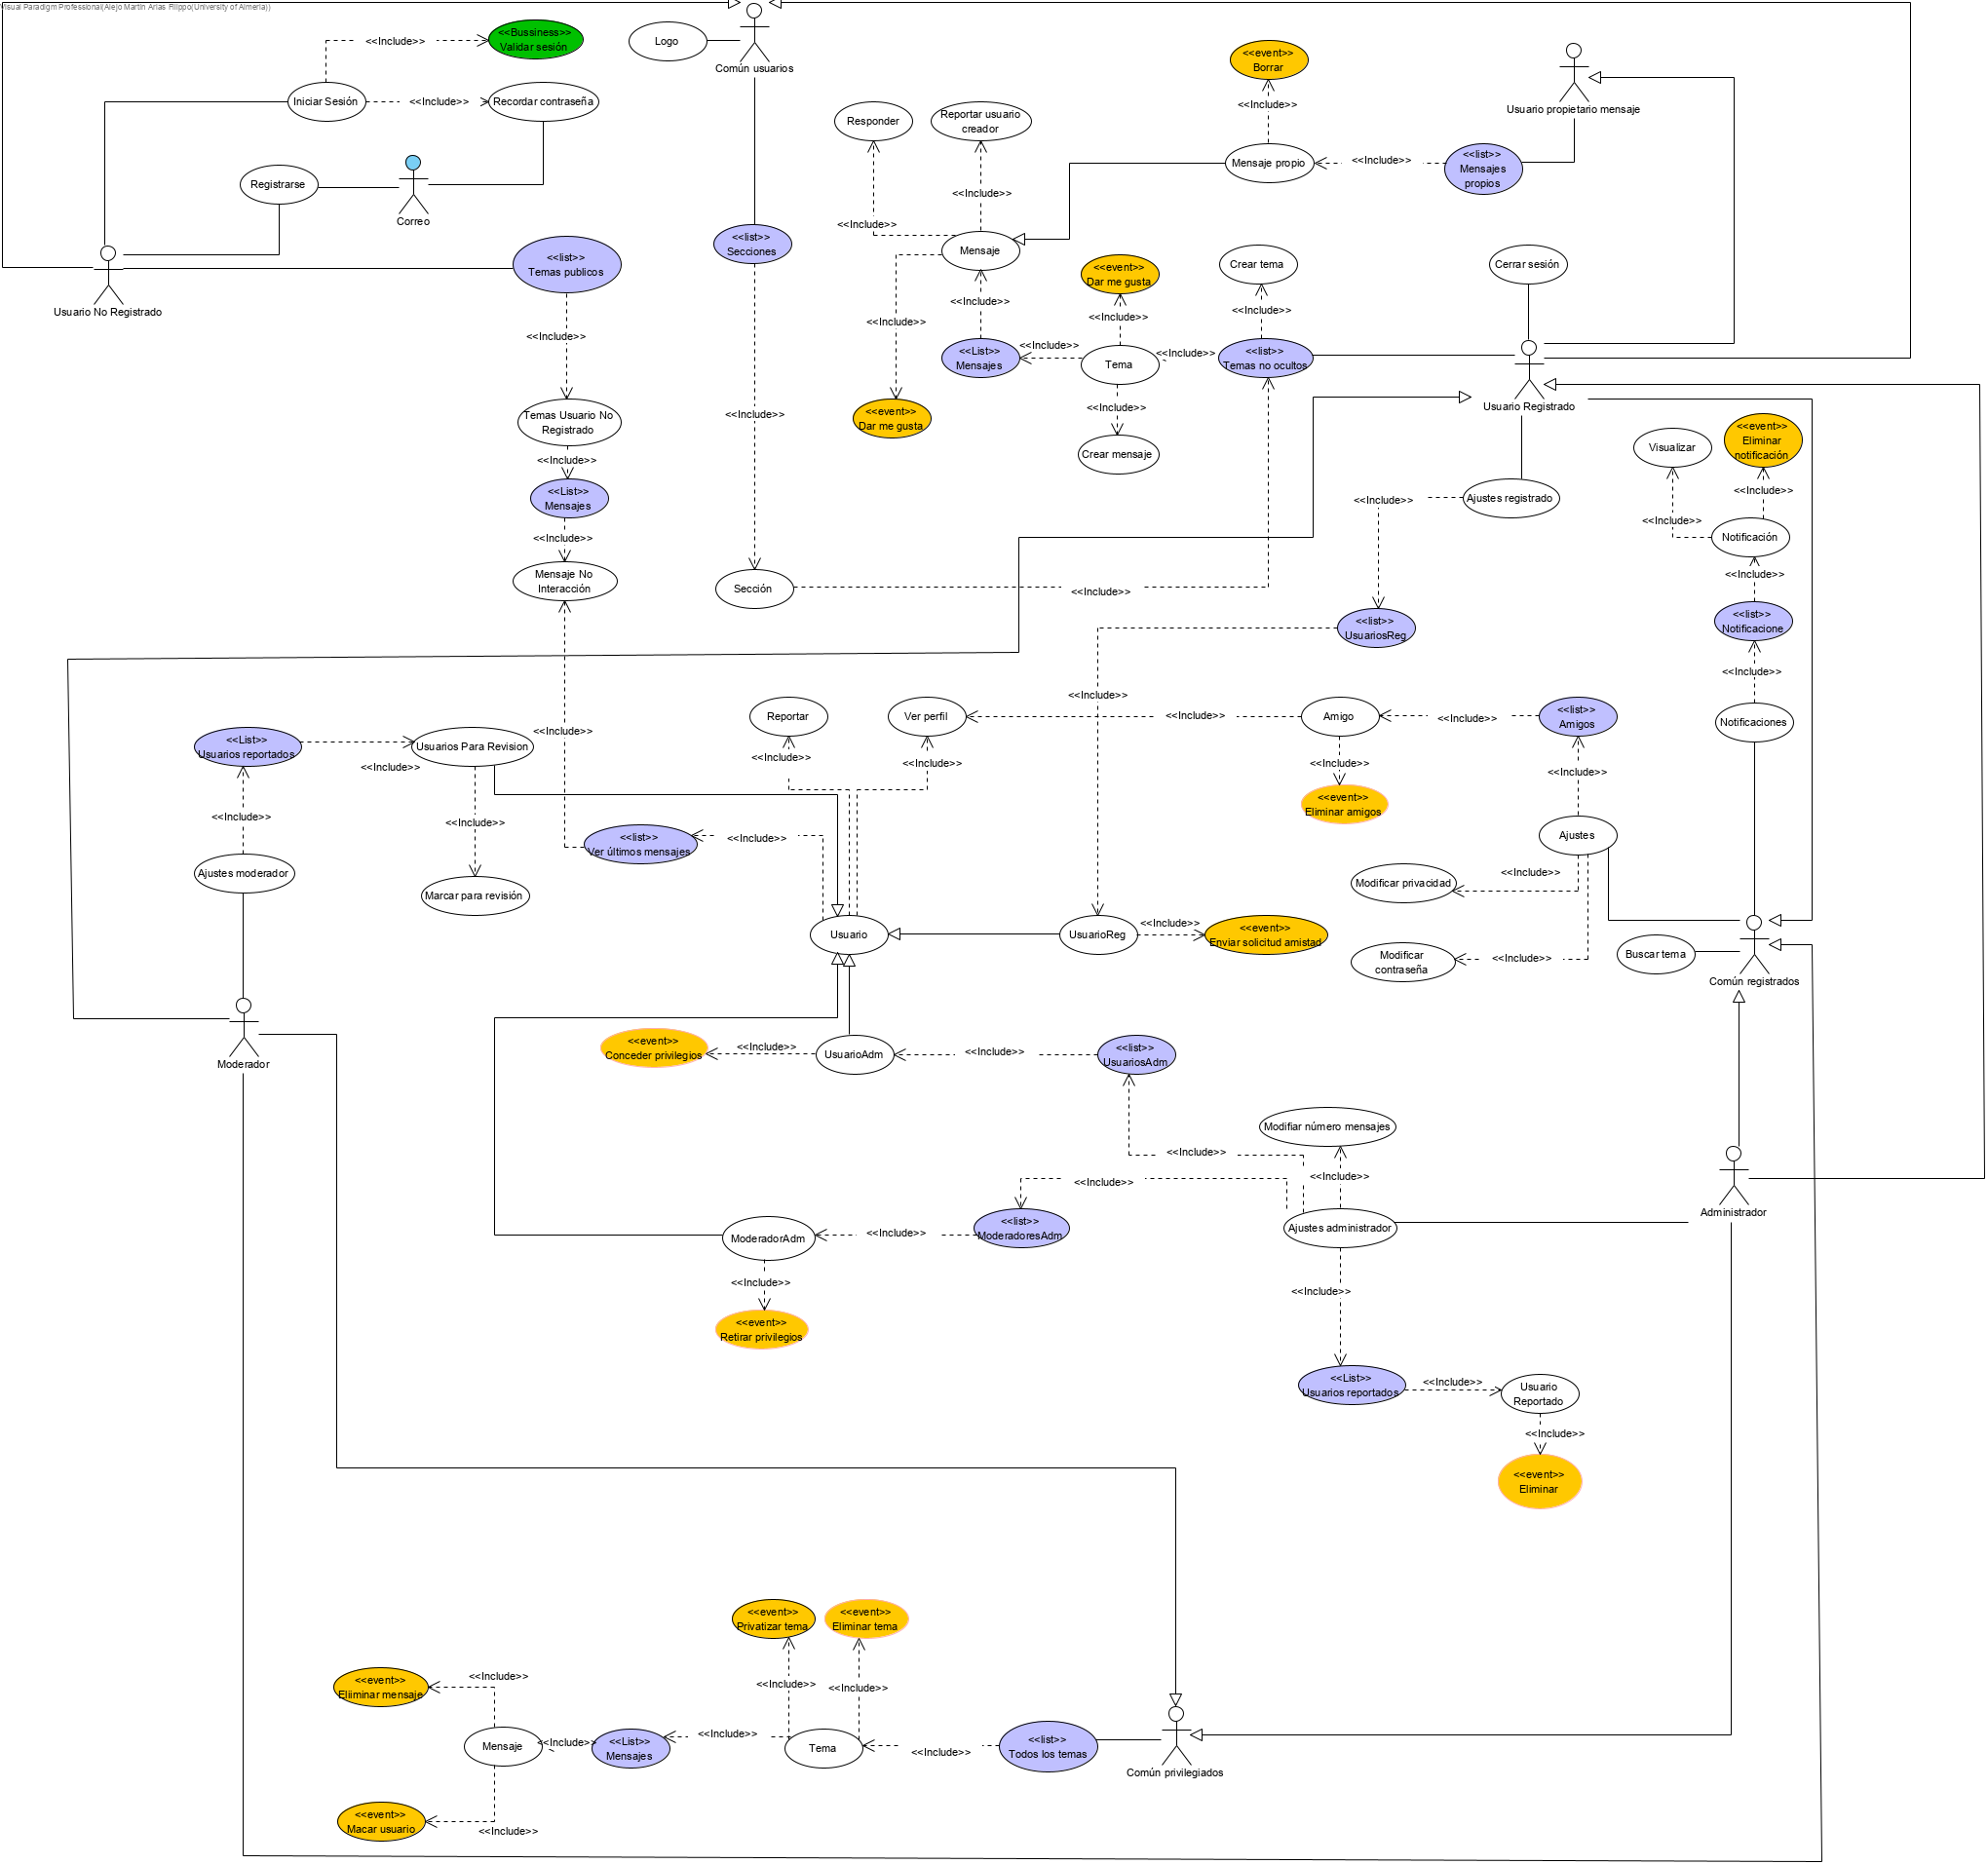 Visual Paradigm Professional(Alejo Martín Arias Filippo(University of Almeria))
<<Bussiness>>
Validar sesión
<<Include>>
Iniciar Sesión
<<Include>>
Recordar contraseña
Registrarse
Correo
Usuario No Registrado
Logo
Común usuarios
<<list>>
Temas publicos
<<Include>>
Temas Usuario No
Registrado
<<Include>>
<<List>>
Mensajes
<<Include>>
Mensaje No
Interacción
<<list>>
Secciones
<<Include>>
Sección
<<Include>>
<<event>>
Borrar
<<Include>>
Usuario propietario mensaje
Responder
Reportar usuario
creador
Mensaje propio
<<Include>>
<<list>>
Mensajes
propios
<<Include>>
<<Include>>
Mensaje
<<Include>>
<<Include>>
<<event>>
Dar me gusta
<<event>>
Dar me gusta
<<Include>>
<<List>>
Mensajes
<<Include>>
Tema
<<Include>>
<<Include>>
Crear mensaje
Crear tema
<<Include>>
<<list>>
Temas no ocultos
Cerrar sesión
Usuario Registrado
Ajustes registrado
<<Include>>
<<list>>
UsuariosReg
<<Include>>
Visualizar
<<event>>
Eliminar
notificación
<<Include>>
<<Include>>
Notificación
<<Include>>
<<list>>
Notificacione
<<Include>>
Notificaciones
<<List>>
Usuarios reportados
<<Include>>
Usuarios Para Revision
<<Include>>
Ajustes moderador
<<Include>>
Marcar para revisión
Moderador
<<Include>>
<<list>>
Ver últimos mensajes
<<Include>>
Reportar
<<Include>>
Ver perfil
<<Include>>
<<Include>>
Amigo
<<Include>>
<<list>>
Amigos
<<Include>>
<<event>>
Eliminar amigos
<<Include>>
Ajustes
Modificar privacidad
<<Include>>
Modificar
contraseña
<<Include>>
Usuario
UsuarioReg
<<Include>>
<<event>>
Enviar solicitud amistad
Buscar tema
Común registrados
<<event>>
Conceder privilegios
<<Include>>
UsuarioAdm
<<Include>>
<<list>>
UsuariosAdm
Modifiar número mensajes
<<Include>>
<<Include>>
<<Include>>
Administrador
ModeradorAdm
<<Include>>
<<list>>
ModeradoresAdm
Ajustes administrador
<<Include>>
<<event>>
Retirar privilegios
<<Include>>
<<List>>
Usuarios reportados
<<Include>>
Usuario
Reportado
<<Include>>
<<event>>
Eliminar
<<event>>
Privatizar tema
<<event>>
Eliminar tema
<<Include>>
<<Include>>
<<event>>
Eliiminar mensaje
<<Include>>
Mensaje
<<Include>>
<<List>>
Mensajes
<<Include>>
Tema
<<Include>>
<<list>>
Todos los temas
Común privilegiados
<<event>>
Macar usuario
<<Include>>